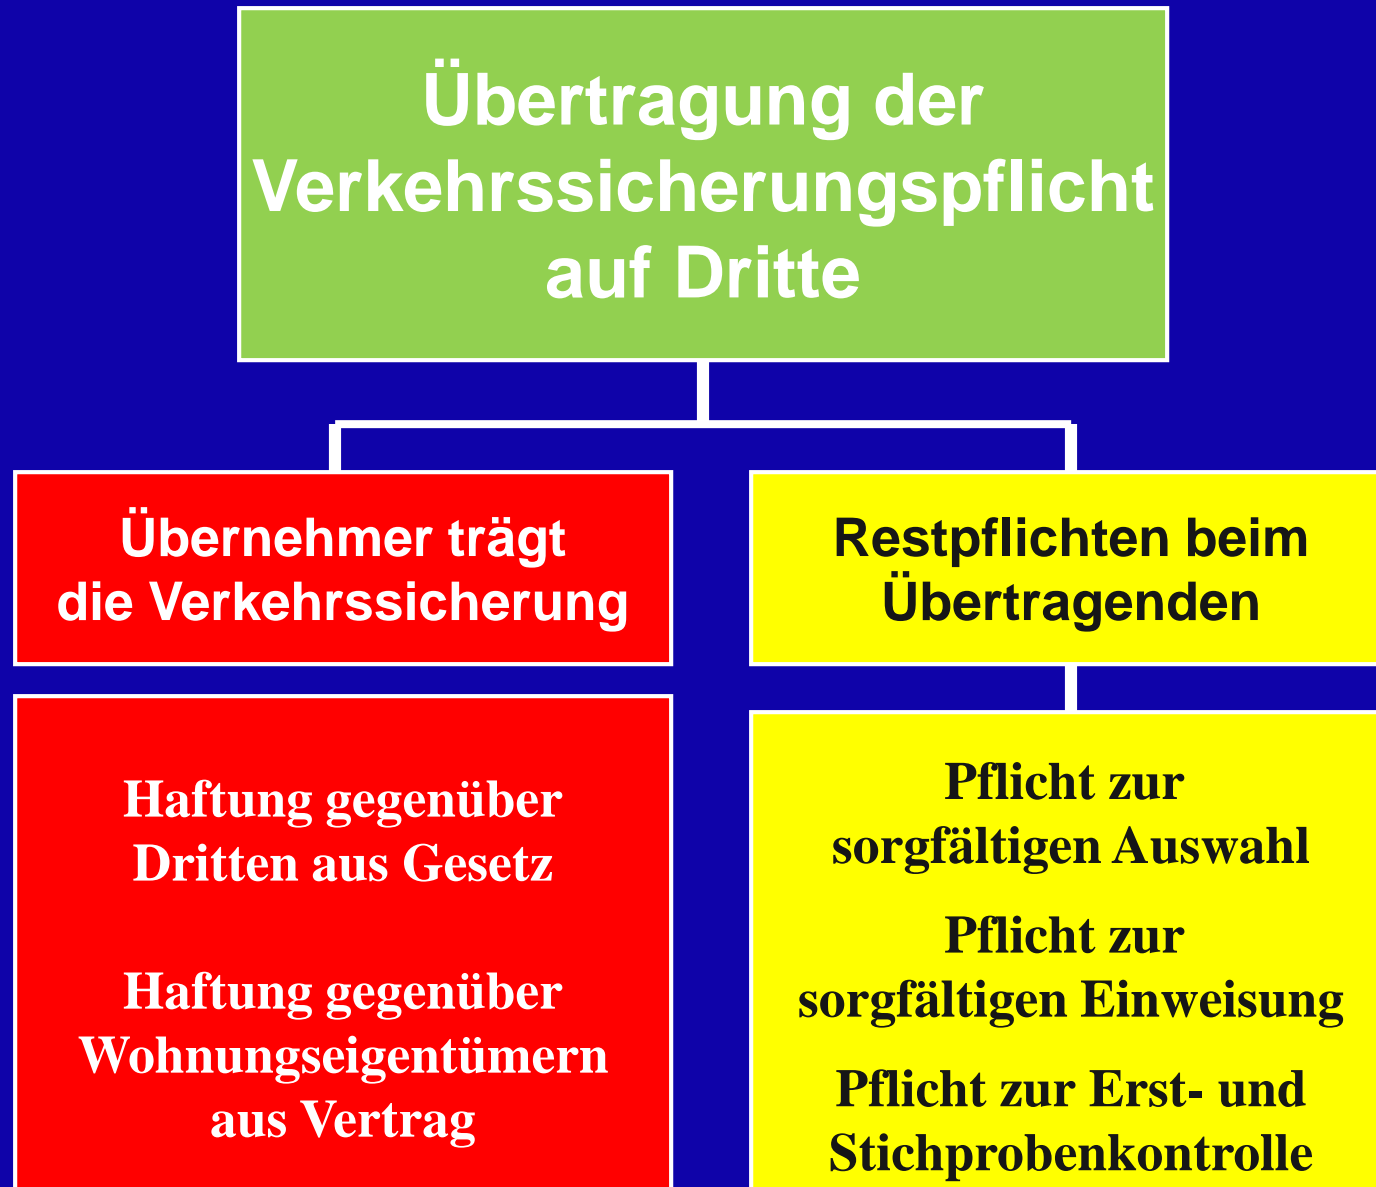 Übertragung der
Verkehrssicherungspflicht
auf Dritte
Übernehmer trägt
die Verkehrssicherung
Haftung gegenüber
Dritten aus Gesetz
Haftung gegenüber
Wohnungseigentümern
aus Vertrag
Restpflichten beim
Übertragenden
Pflicht zur
sorgfältigen Auswahl
Pflicht zur
sorgfältigen Einweisung
Pflicht zur Erst- und
Stichprobenkontrolle